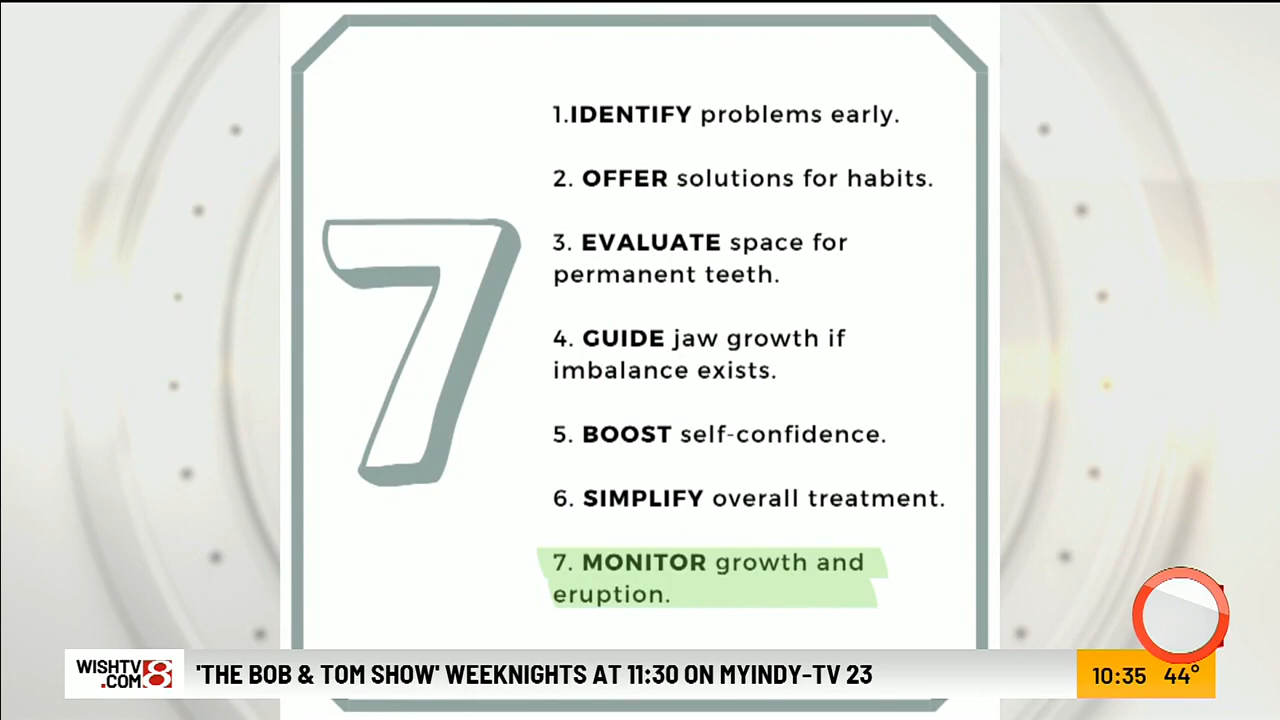 7
1.IDENTIFY problems early.
2. OFFER solutions for habits.
3. EVALUATE space for
permanent teeth.
4. GUIDE jaw growth if
imbalance exists.
5. BOOST self-confidence.
6. SIMPLIFY overall treatment.
7. MONITOR growth and
eruption.
WISHTV
.COM 8
'THE BOB & TOM SHOW' WEEKNIGHTS AT 11:30 ON MYINDY-TV 23
10:35 44°